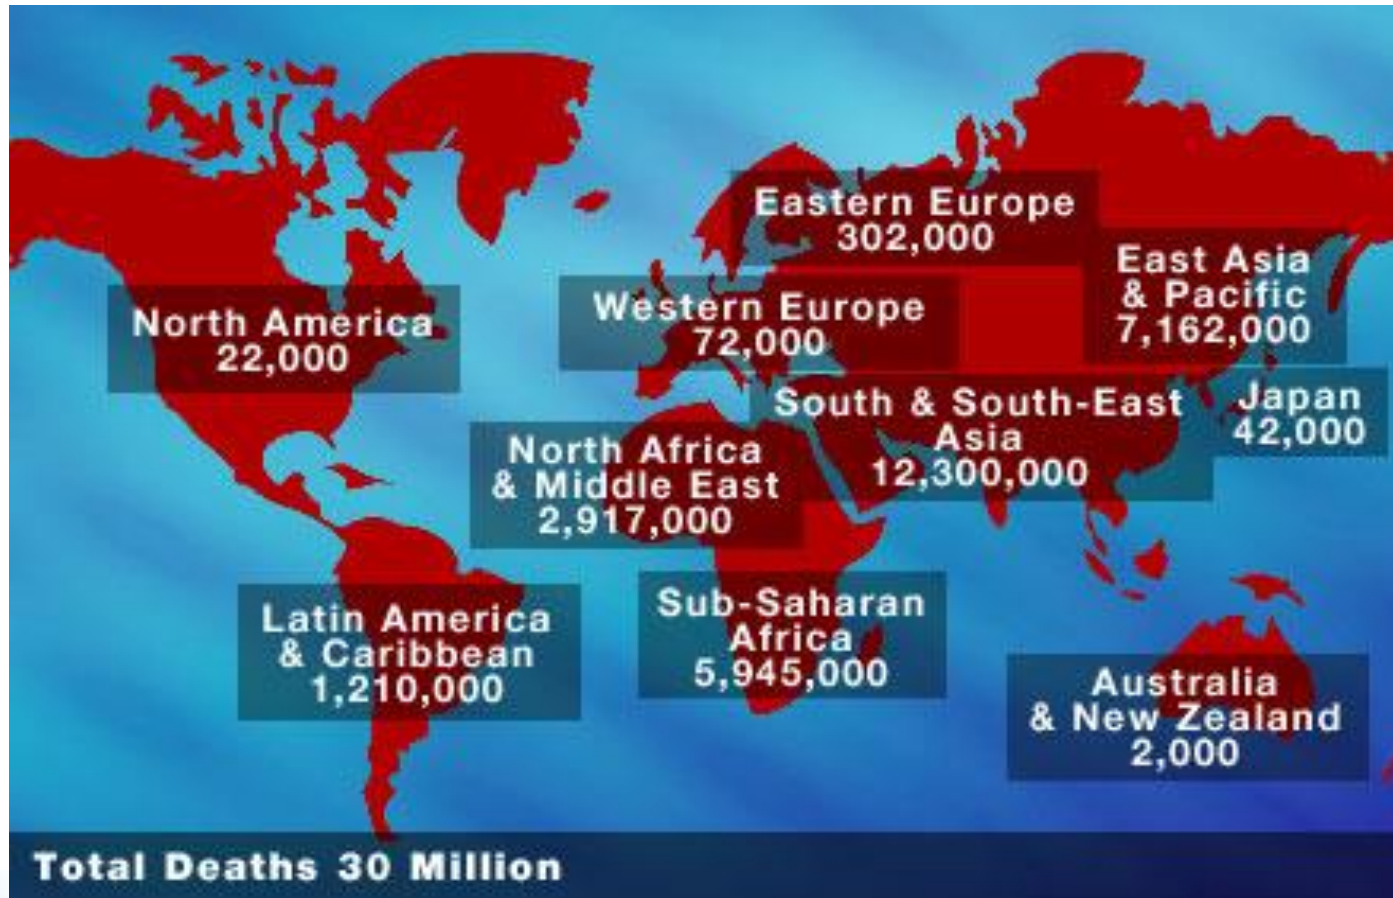 Eastern Europe
302,000
East Asia
& Pacific
7,162,000
North America
22,000
Western Europe
72,000
South & South-East
Asia
12,300,000
Japan
42,000
North Africa
& Middle East
2,917,000
Latin America
& Caribbean
1,210,000
Sub-Saharan
Africa
5,945,000
Australia
& New Zealand
2,000
Total Deaths 30 Million